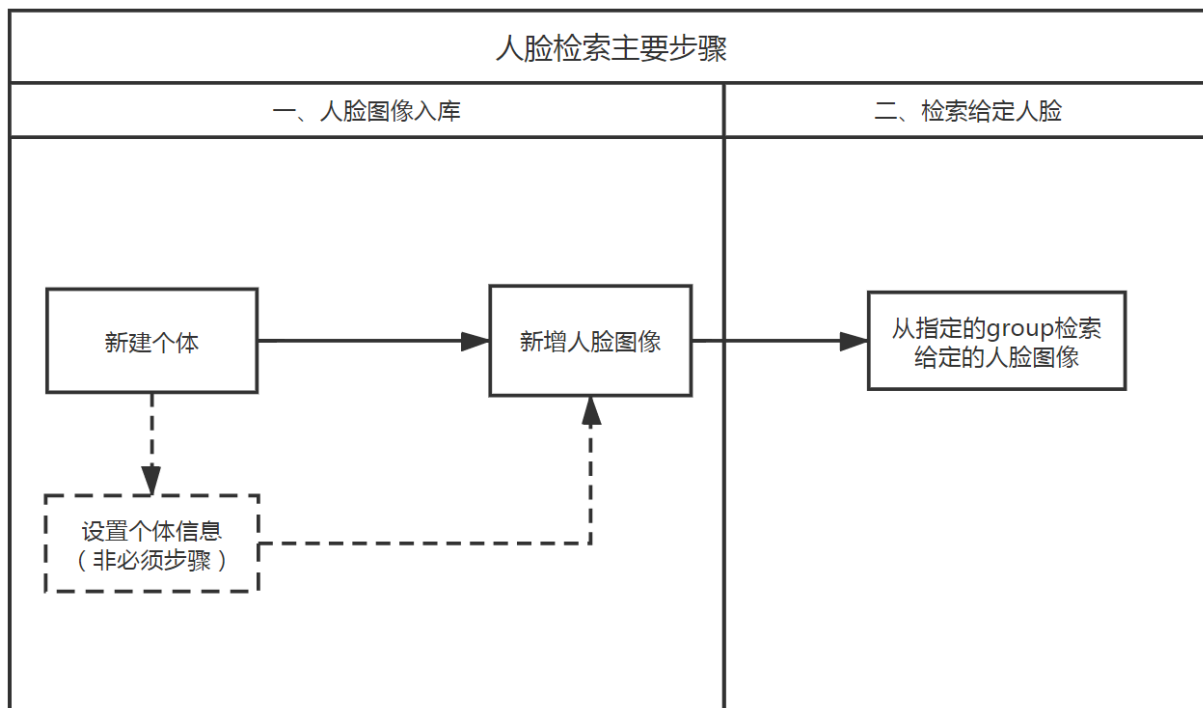 人脸检索主要步骤
一、人脸图像入库
二、检索给定人脸
新建个体
新增人脸图像
从指定的group检索
给定的人脸图像
设置个体信息
（非必须步骤）